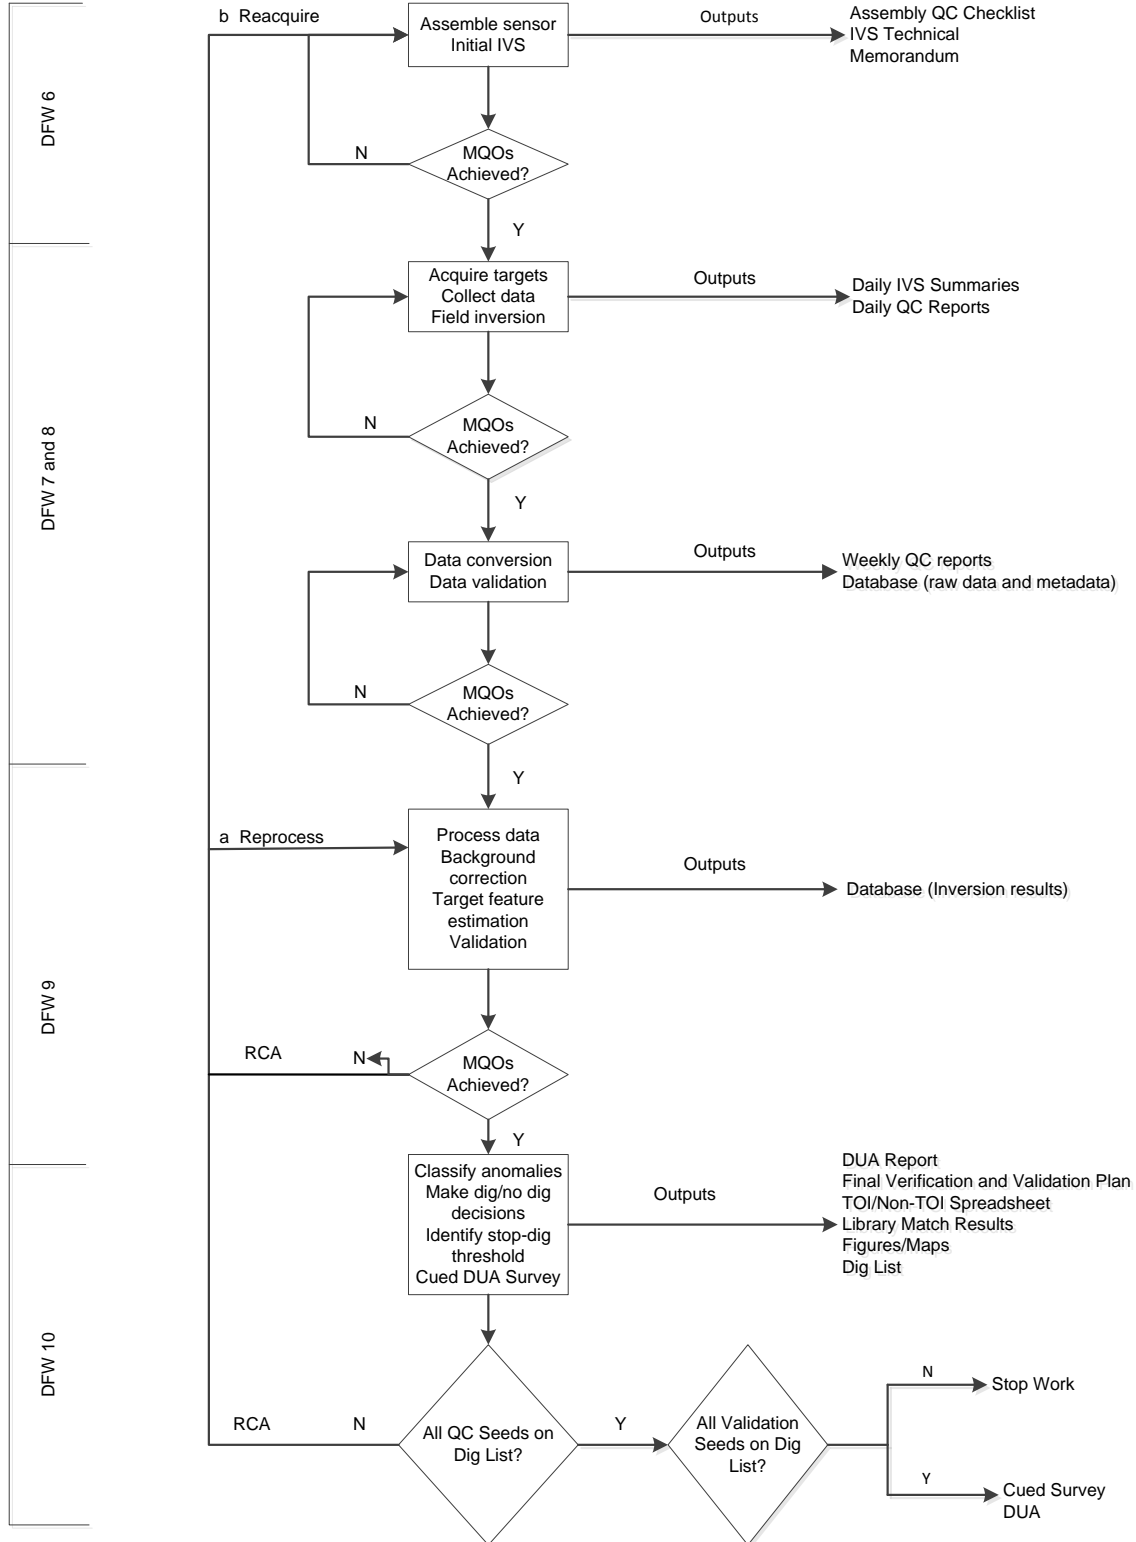 b Reacquire
Assemble sensor
Initial IVS
Outputs
Assembly QC Checklist
IVS Technical
Memorandum
DFW 6
N
MQOs
Achieved?
Y
Acquire targets
Collect data
Field inversion
Outputs
Daily IVS Summaries
Daily QC Reports
DFW 7 and 8
N
MQOs
Achieved?
Y
Data conversion
Data validation
Outputs
Weekly QC reports
Database (raw data and metadata)
N
MQOs
Achieved?
Y
a Reprocess
Process data
Background
correction
Target feature
estimation
Validation
Outputs
Database (Inversion results)
DFW 9
RCA
N
MQOs
Achieved?
Y
Classify anomalies
Make dig/no dig
decisions
Identify stop-dig
threshold
Cued DUA Survey
Outputs
DUA Report
Final Verification and Validation Plan
TOI/Non-TOI Spreadsheet
Library Match Results
Figures/Maps
Dig List
DFW 10
RCA
N
All QC Seeds on
Dig List?
Y
All Validation
Seeds on Dig
List?
N
Stop Work
Y
Cued Survey
DUA